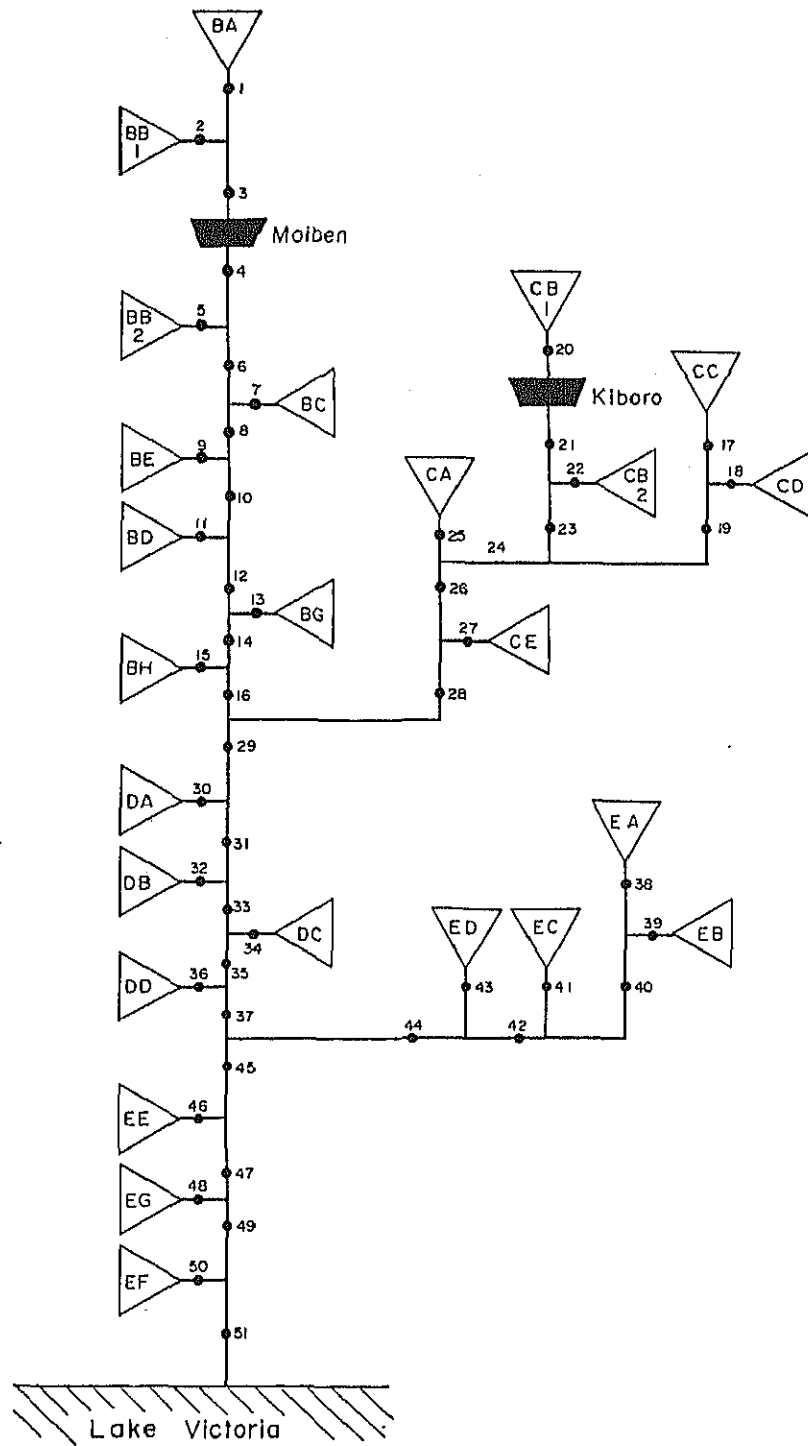 BA
1
BB
1
2
3
Moiben
4
BB
2
5
6
7
BC
8
BE
9
10
BD
11
12
13
BG
14
BH
15
16
CB
1
20
Kiboro
21
22
CB
2
23
CC
17
18
CD
19
CA
25
24
26
27
CE
28
29
DA
30
31
DB
32
33
34
DC
35
DD
36
37
EA
38
39
EB
40
ED
43
EC
41
44
42
45
EE
46
47
EG
48
49
EF
50
51
Lake Victoria